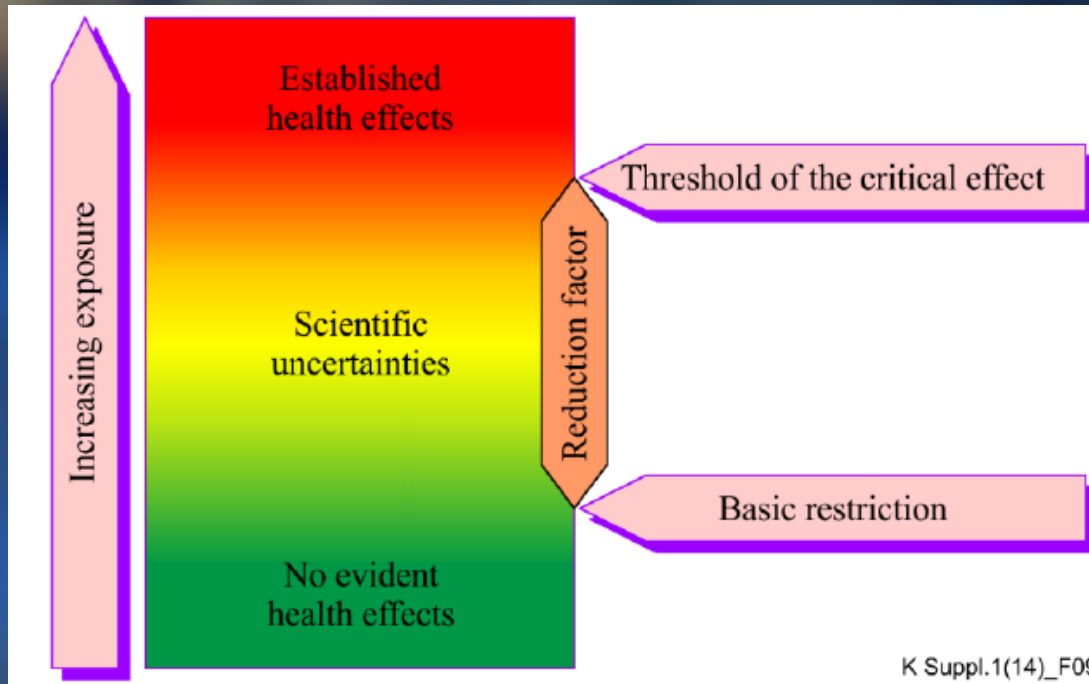 Increasing exposure
Established
health effects
Threshold of the critical effect
Reduction factor
Scientific
uncertainties
Basic restriction
No evident
health effects
K Suppl.1(14)_F09